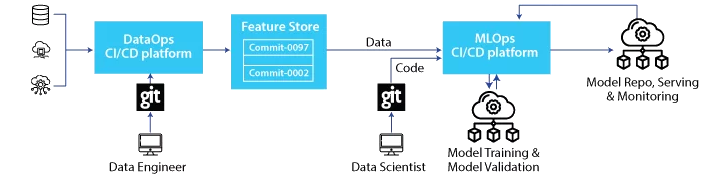 DataOps
CI/CD platform
Feature Store
Commit-0097
Commit-0002
Data
Code
MLOps
CI/CD platform
Model Repo, Serving
& Monitoring
git
git
Data Engineer
Data Scientist
Model Training &
Model Validation